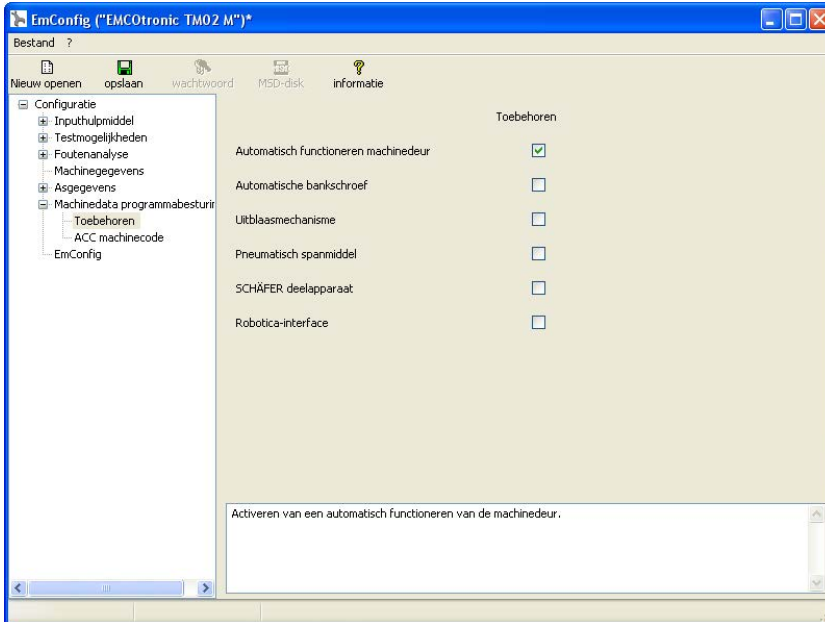 EmConfig ("EMCOtronic TM02 M")*
Bestand ?
Nieuw openen opslaan wachtwoord MSD-disk informatie
Configuratie
Inputhulpmiddel
Testmogelijkheden
Foutenanalyse
Machinegegevens
Asgegevens
Machinedata programmabesturin
Toebehoren
ACC machinecode
EmConfig
Toebehoren
Automatisch functioneren machinedeur
Automatische bankschroef
Uitblaasmechanisme
Pneumatisch spanmiddel
SCHÄFER deelapparaat
Robotica-interface
Activeren van een automatisch functioneren van de machinedeur.